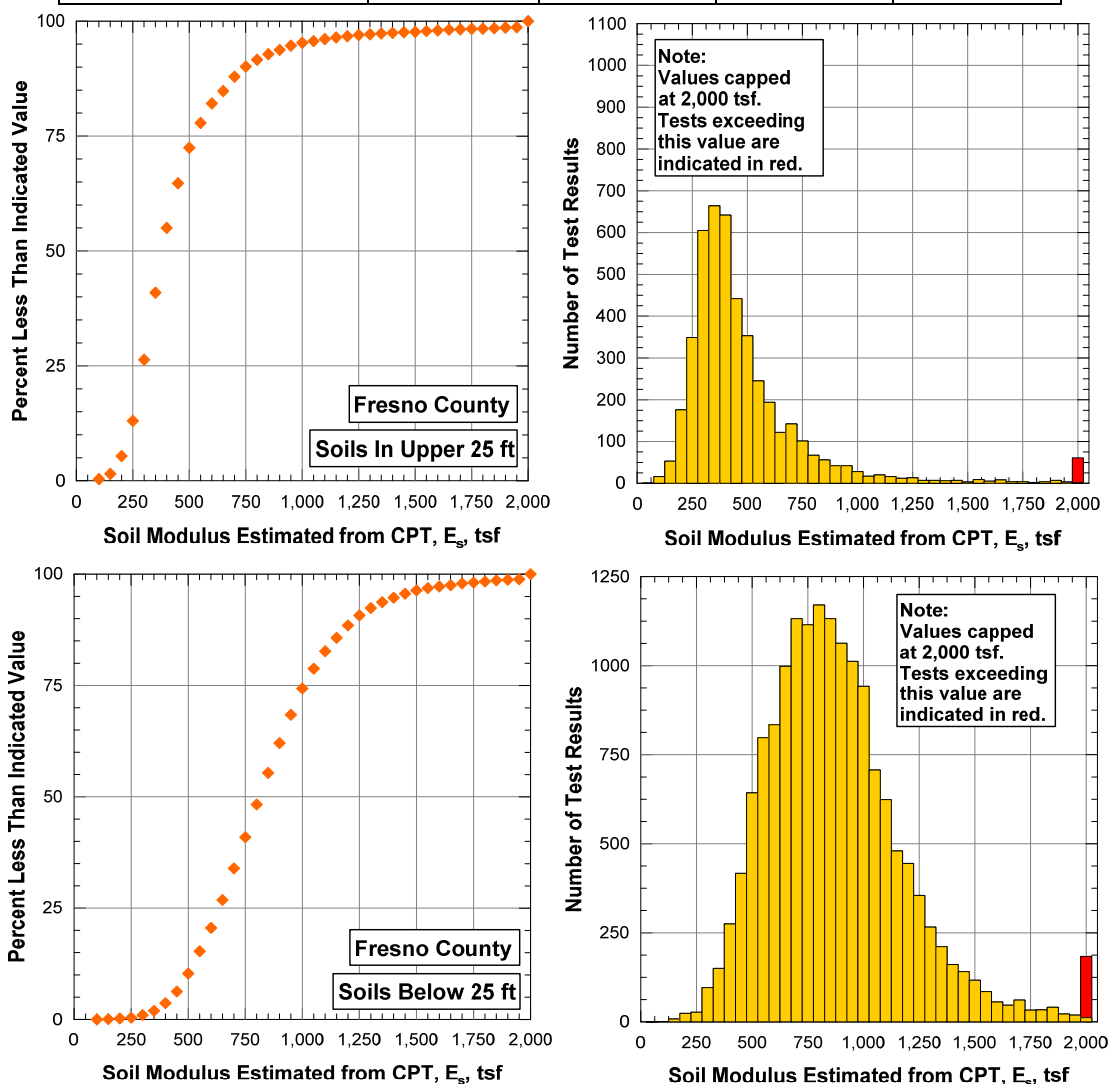 100
75
50
25
0
Percent Less Than Indicated Value
Fresno County
Soils In Upper 25 ft
0 250 500 750 1,000 1,250 1,500 1,750 2,000
Soil Modulus Estimated from CPT, Es, tsf
1100
1000
900
800
700
600
500
400
300
200
100
0
Number of Test Results
Note:
Values capped
at 2,000 tsf.
Tests exceeding
this value are
indicated in red.
0 250 500 750 1,000 1,250 1,500 1,750 2,000
Soil Modulus Estimated from CPT, Es, tsf
100
75
50
25
0
Percent Less Than Indicated Value
Fresno County
Soils Below 25 ft
0 250 500 750 1,000 1,250 1,500 1,750 2,000
Soil Modulus Estimated from CPT, Es, tsf
1250
1000
750
500
250
0
Number of Test Results
Note:
Values capped
at 2,000 tsf.
Tests exceeding
this value are
indicated in red.
0 250 500 750 1,000 1,250 1,500 1,750 2,000
Soil Modulus Estimated from CPT, Es, tsf